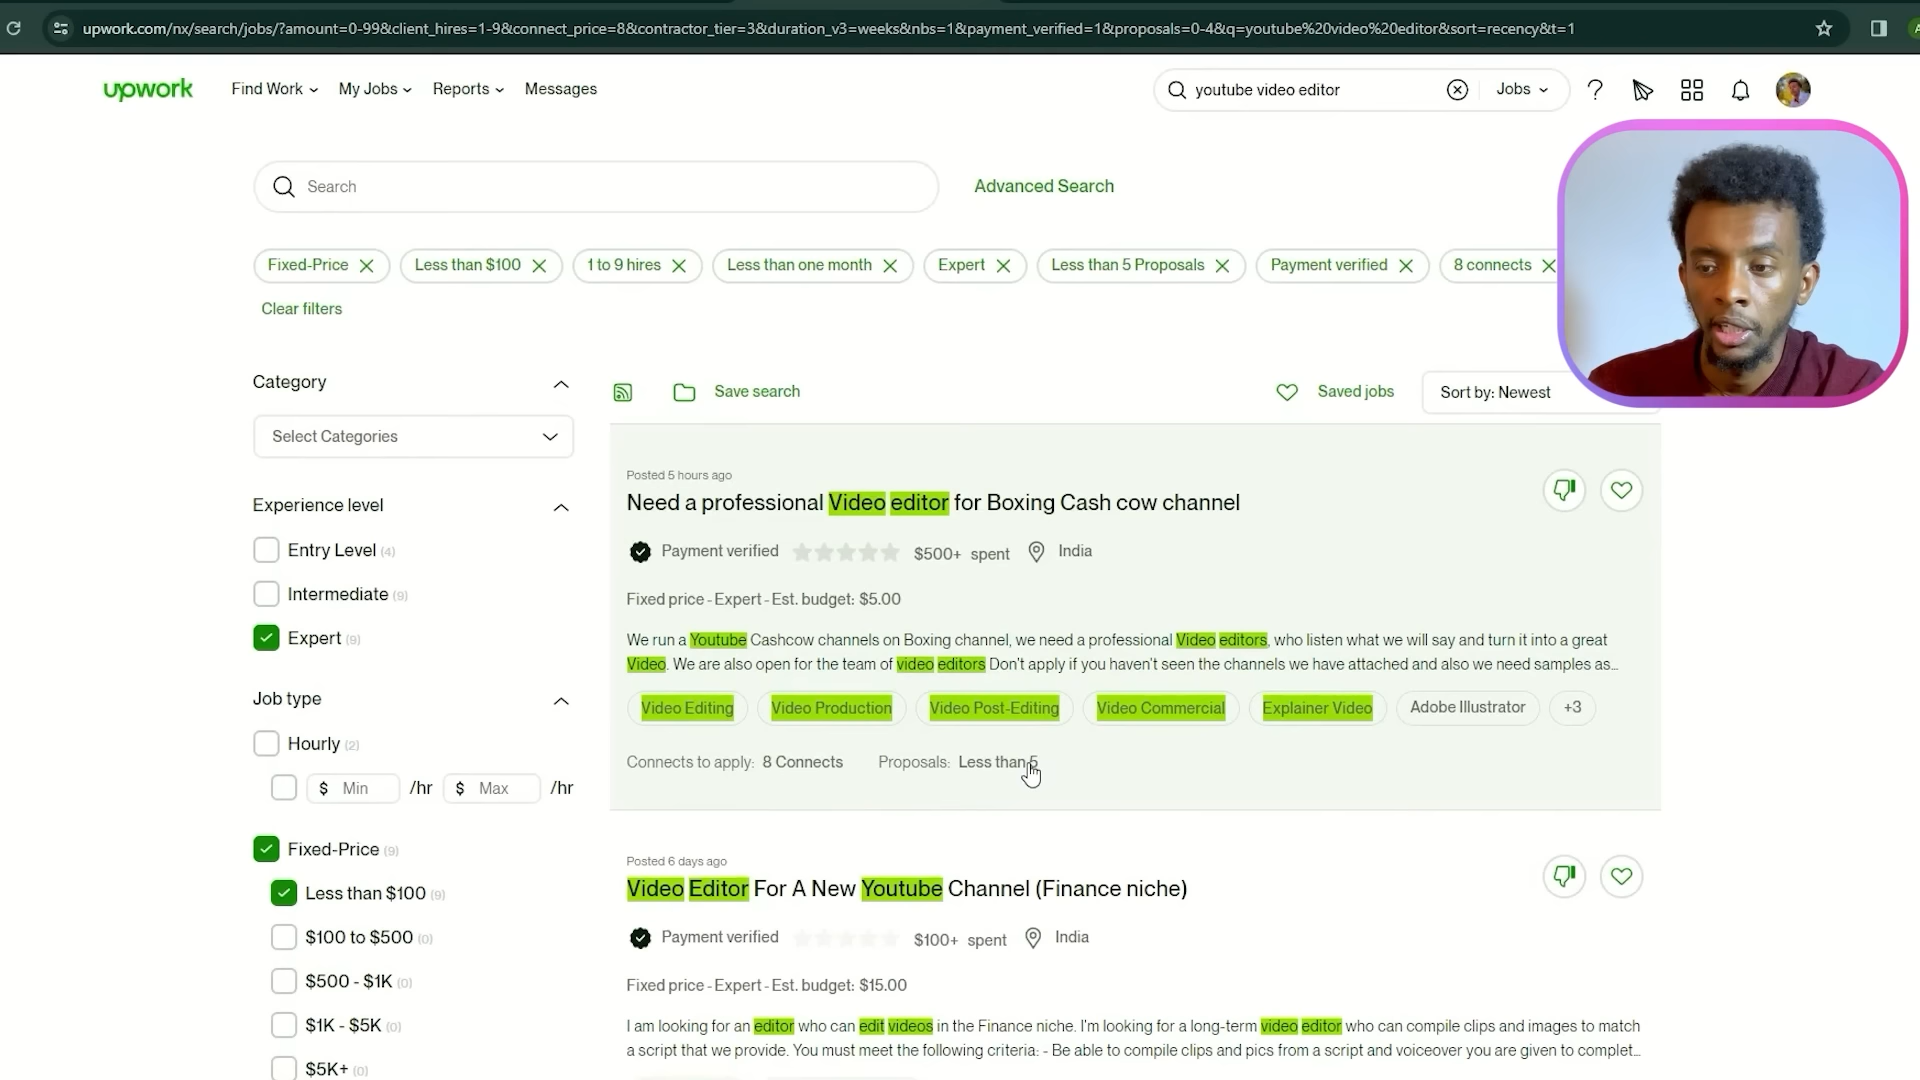 upwork.com/nx/search/jobs/?amount=0-99&client_hires=1-9&connect_price=8&contractor_tier=3&duration_v3=weeks&nbs=1&payment_verified=1&proposals=0-4&q=youtube%20video%20editor&sort=recency&t=1
upwork Find Work My Jobs Reports Messages youtube video editor Jobs
Search Advanced Search
Fixed-Price Less than $100 1 to 9 hires Less than one month Expert Less than 5 Proposals Payment verified 8 connects
Clear filters
Category
Select Categories
Experience level
Entry Level (4)
Intermediate (9)
Expert (9)
Job type
Hourly (2)
$ Min /hr $ Max /hr
Fixed-Price (9)
Less than $100 (9)
$100 to $500 (0)
$500 - $1K (0)
$1K - $5K (0)
$5K+ (0)
Save search Saved jobs Sort by: Newest
Posted 5 hours ago
Need a professional Video editor for Boxing Cash cow channel
Payment verified $500+ spent India
Fixed price - Expert - Est. budget: $5.00
We run a Youtube Cashcow channels on Boxing channel, we need a professional Video editors, who listen what we will say and turn it into a great
Video. We are also open for the team of video editors Don't apply if you haven't seen the channels we have attached and also we need samples as...
Video Editing Video Production Video Post-Editing Video Commercial Explainer Video Adobe Illustrator +3
Connects to apply: 8 Connects Proposals: Less than 5
Posted 6 days ago
Video Editor For A New Youtube Channel (Finance niche)
Payment verified $100+ spent India
Fixed price - Expert - Est. budget: $15.00
I am looking for an editor who can edit videos in the Finance niche. I'm looking for a long-term video editor who can compile clips and images to match
a script that we provide. You must meet the following criteria: - Be able to compile clips and pics from a script and voiceover you are given to complet...